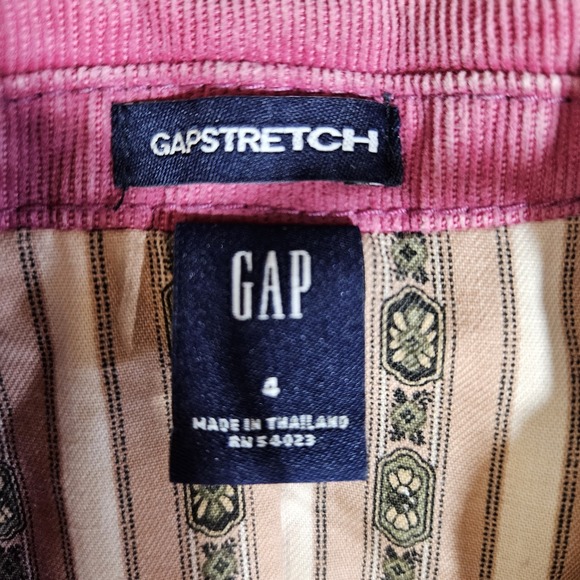 GAPSTRETCH
GAP
4
MADE IN THAILAND
RN 54023